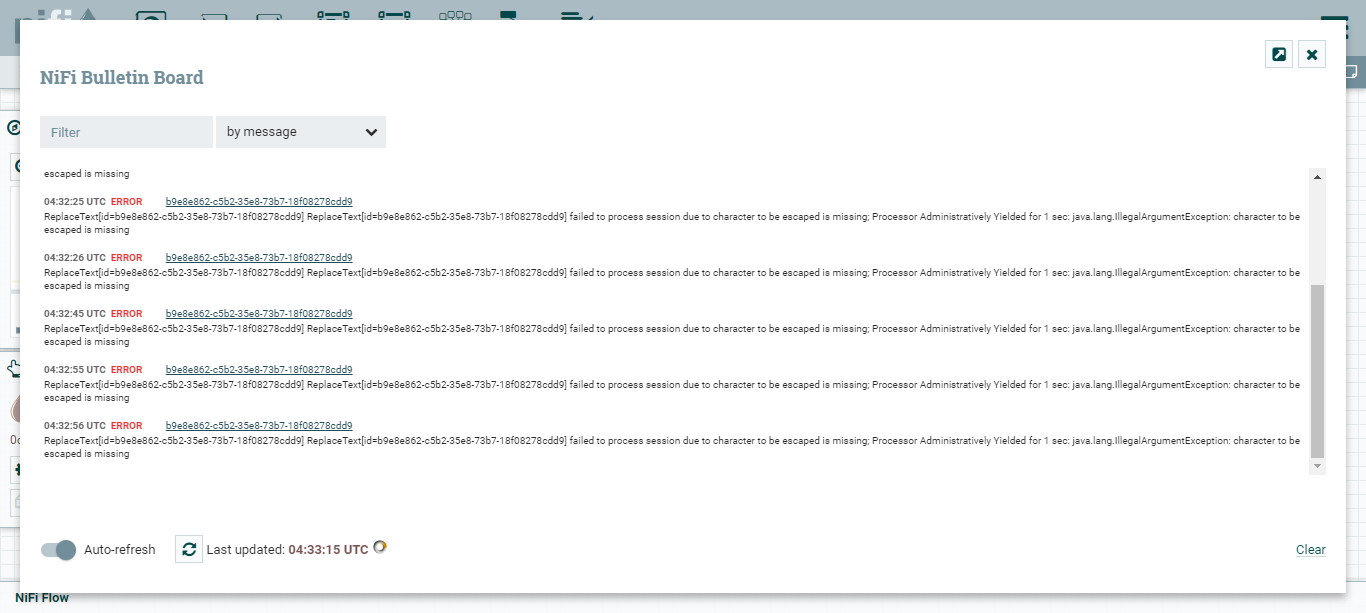 nifi
NiFi Bulletin Board
Filter
by message
escaped is missing
04:32:25 UTC ERROR b9e8e862-c5b2-35e8-73b7-18f08278cdd9
ReplaceText[id=b9e8e862-c5b2-35e8-73b7-18f08278cdd9] ReplaceText[id=b9e8e862-c5b2-35e8-73b7-18f08278cdd9] failed to process session due to character to be escaped is missing; Processor Administratively Yielded for 1 sec: java.lang.IllegalArgumentException: character to be
escaped is missing
04:32:26 UTC ERROR b9e8e862-c5b2-35e8-73b7-18f08278cdd9
ReplaceText[id=b9e8e862-c5b2-35e8-73b7-18f08278cdd9] ReplaceText[id=b9e8e862-c5b2-35e8-73b7-18f08278cdd9] failed to process session due to character to be escaped is missing; Processor Administratively Yielded for 1 sec: java.lang.IllegalArgumentException: character to be
escaped is missing
04:32:45 UTC ERROR b9e8e862-c5b2-35e8-73b7-18f08278cdd9
ReplaceText[id=b9e8e862-c5b2-35e8-73b7-18f08278cdd9] ReplaceText[id=b9e8e862-c5b2-35e8-73b7-18f08278cdd9] failed to process session due to character to be escaped is missing; Processor Administratively Yielded for 1 sec: java.lang.IllegalArgumentException: character to be
escaped is missing
04:32:55 UTC ERROR b9e8e862-c5b2-35e8-73b7-18f08278cdd9
ReplaceText[id=b9e8e862-c5b2-35e8-73b7-18f08278cdd9] ReplaceText[id=b9e8e862-c5b2-35e8-73b7-18f08278cdd9] failed to process session due to character to be escaped is missing; Processor Administratively Yielded for 1 sec: java.lang.IllegalArgumentException: character to be
escaped is missing
04:32:56 UTC ERROR b9e8e862-c5b2-35e8-73b7-18f08278cdd9
ReplaceText[id=b9e8e862-c5b2-35e8-73b7-18f08278cdd9] ReplaceText[id=b9e8e862-c5b2-35e8-73b7-18f08278cdd9] failed to process session due to character to be escaped is missing; Processor Administratively Yielded for 1 sec: java.lang.IllegalArgumentException: character to be
escaped is missing
Auto-refresh Last updated: 04:33:15 UTC Clear
NiFi Flow